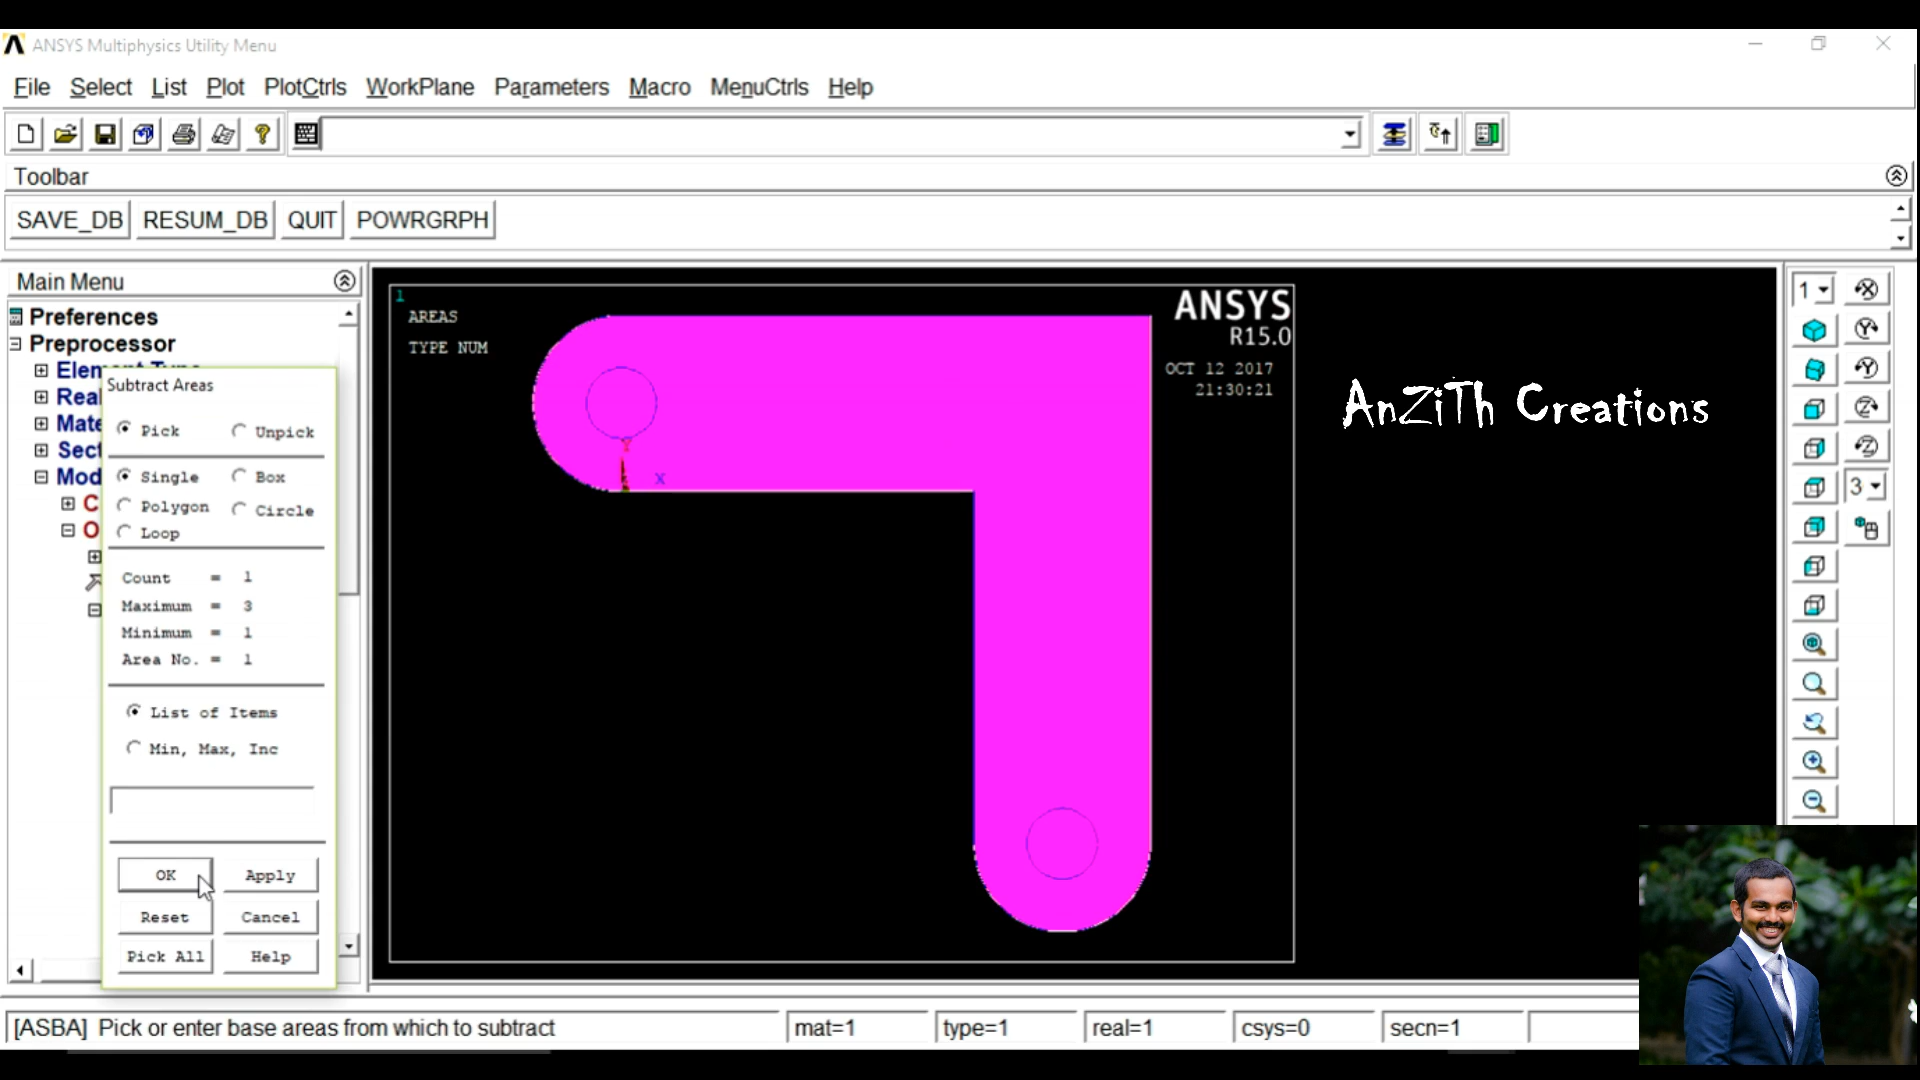 ANSYS Multiphysics Utility Menu
File Select List Plot PlotCtrls WorkPlane Parameters Macro MenuCtrls Help
Toolbar
SAVE_DB RESUM_DB QUIT POWRGRPH
Main Menu
Preferences
Preprocessor
Rea
Mate
Sect
Mod
C
O
Subtract Areas
Pick Unpick
Single Box
Polygon Circle
Loop
Count = 1
Maximum = 3
Minimum = 1
Area No. = 1
List of Items
Min, Max, Inc
OK Apply
Reset Cancel
Pick All Help
1
AREAS
TYPE NUM
Y
X
ANSYS
R15.0
OCT 12 2017
21:30:21
AnZiTh Creations
1
3
[ASBA] Pick or enter base areas from which to subtract
mat=1 type=1 real=1 csys=0 secn=1